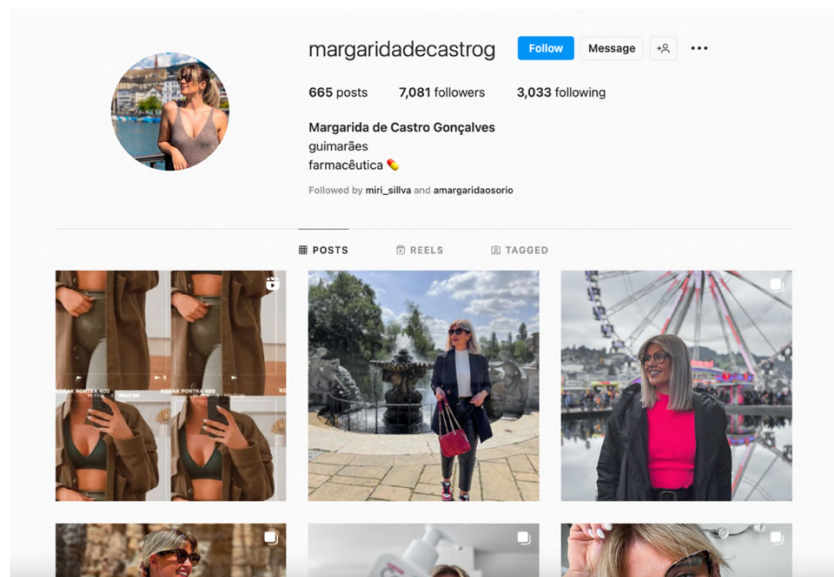 margaridadecastrog Follow Message
665 posts 7,081 followers 3,033 following
Margarida de Castro Gonçalves
guimarães
farmacêutica 💊
Followed by miri_sillva and amargaridaosorio
POSTS REELS TAGGED
KODAK PORTRA 400 KODAK PORTRA 400